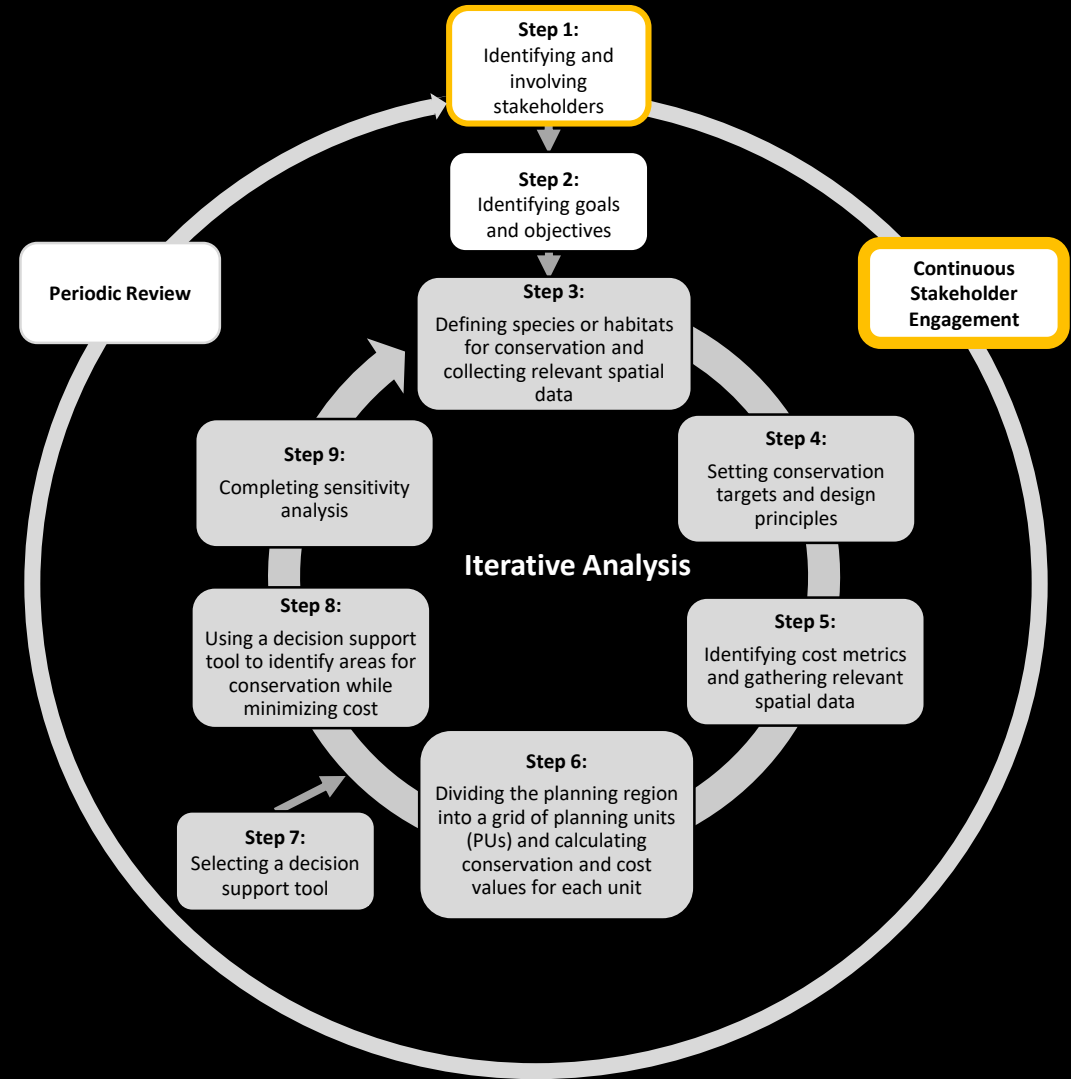 Step 1:
Identifying and
involving
stakeholders
Step 2:
Identifying goals
and objectives
Periodic Review
Continuous
Stakeholder
Engagement
Step 3:
Defining species or habitats
for conservation and
collecting relevant spatial
data
Step 4:
Setting conservation
targets and design
principles
Step 9:
Completing sensitivity
analysis
Iterative Analysis
Step 5:
Identifying cost metrics
and gathering relevant
spatial data
Step 8:
Using a decision support
tool to identify areas for
conservation while
minimizing cost
Step 6:
Dividing the planning region
into a grid of planning units
(PUs) and calculating
conservation and cost
values for each unit
Step 7:
Selecting a decision
support tool